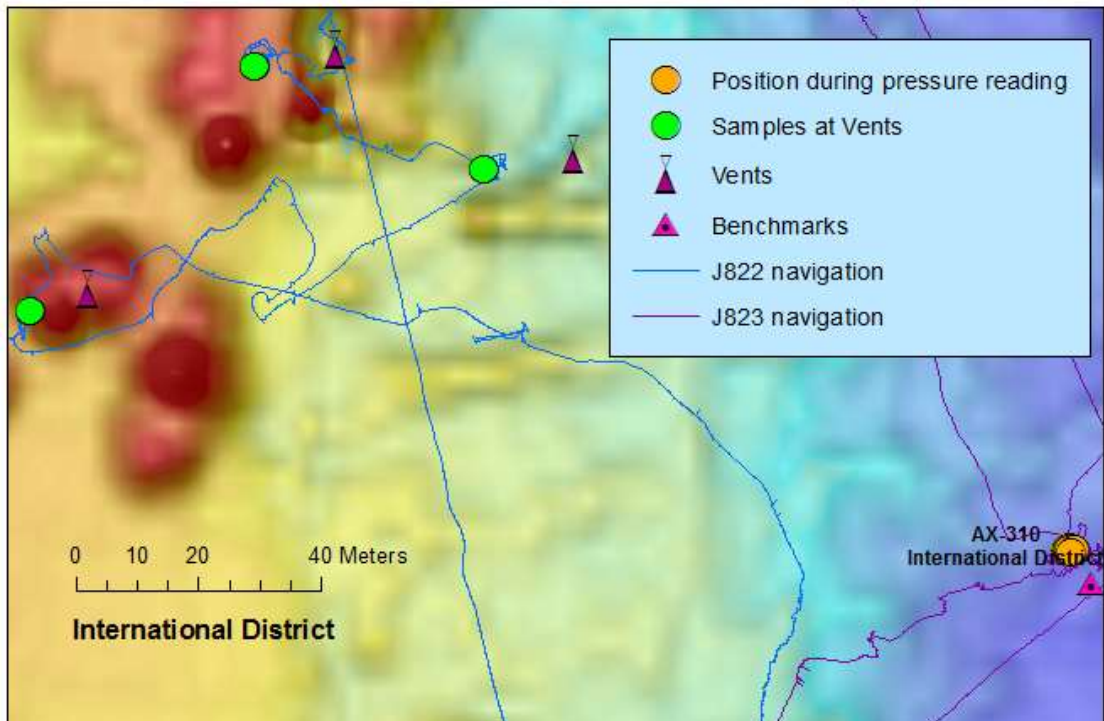 Position during pressure reading
Samples at Vents
Vents
Benchmarks
J822 navigation
J823 navigation
AX-310
International District
0 10 20 40 Meters
International District